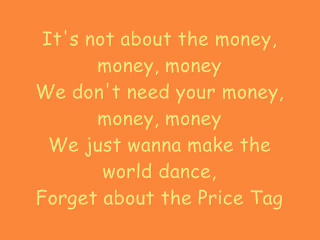 It's not about the money,
money, money
We don't need your money,
money, money
We just wanna make the
world dance,
Forget about the Price Tag